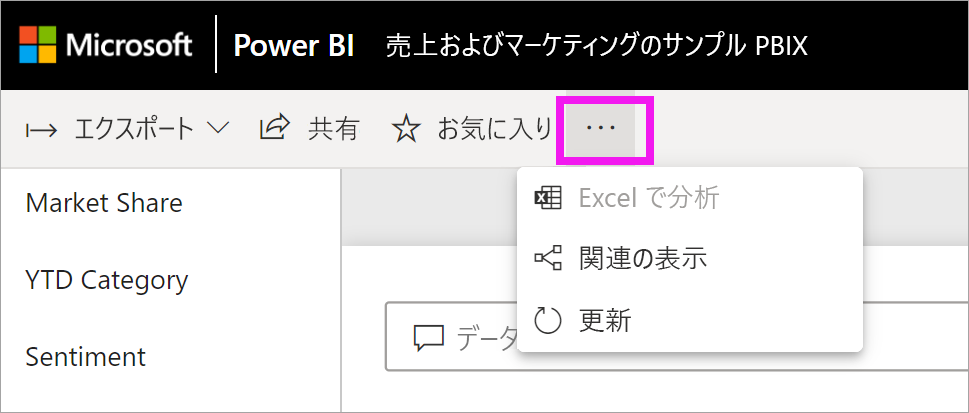 Microsoft Power BI 売上およびマーケティングのサンプル PBIX
エクスポート 共有 お気に入り ...
Market Share
YTD Category
Sentiment
Excel で分析
関連の表示
更新
データ